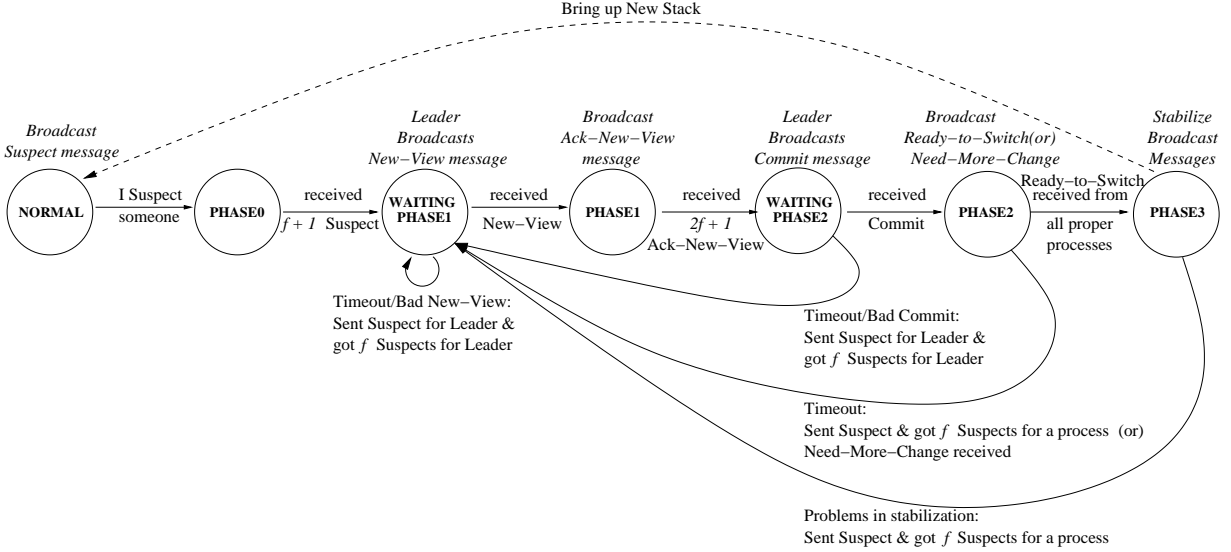 Bring up New Stack
Broadcast
Suspect message
Leader
Broadcasts
New−View message
Broadcast
Ack−New−View
message
Leader
Broadcasts
Commit message
Broadcast
Ready−to−Switch(or)
Need−More−Change
Stabilize
Broadcast
Messages
NORMAL
I Suspect
someone
PHASE0
received
f + 1 Suspect
WAITING
PHASE1
received
New−View
PHASE1
received
2f + 1
Ack−New−View
WAITING
PHASE2
received
Commit
PHASE2
Ready−to−Switch
received from
all proper
processes
PHASE3
Timeout/Bad New−View:
Sent Suspect for Leader &
got f Suspects for Leader
Timeout/Bad Commit:
Sent Suspect for Leader &
got f Suspects for Leader
Timeout:
Sent Suspect & got f Suspects for a process (or)
Need−More−Change received
Problems in stabilization:
Sent Suspect & got f Suspects for a process